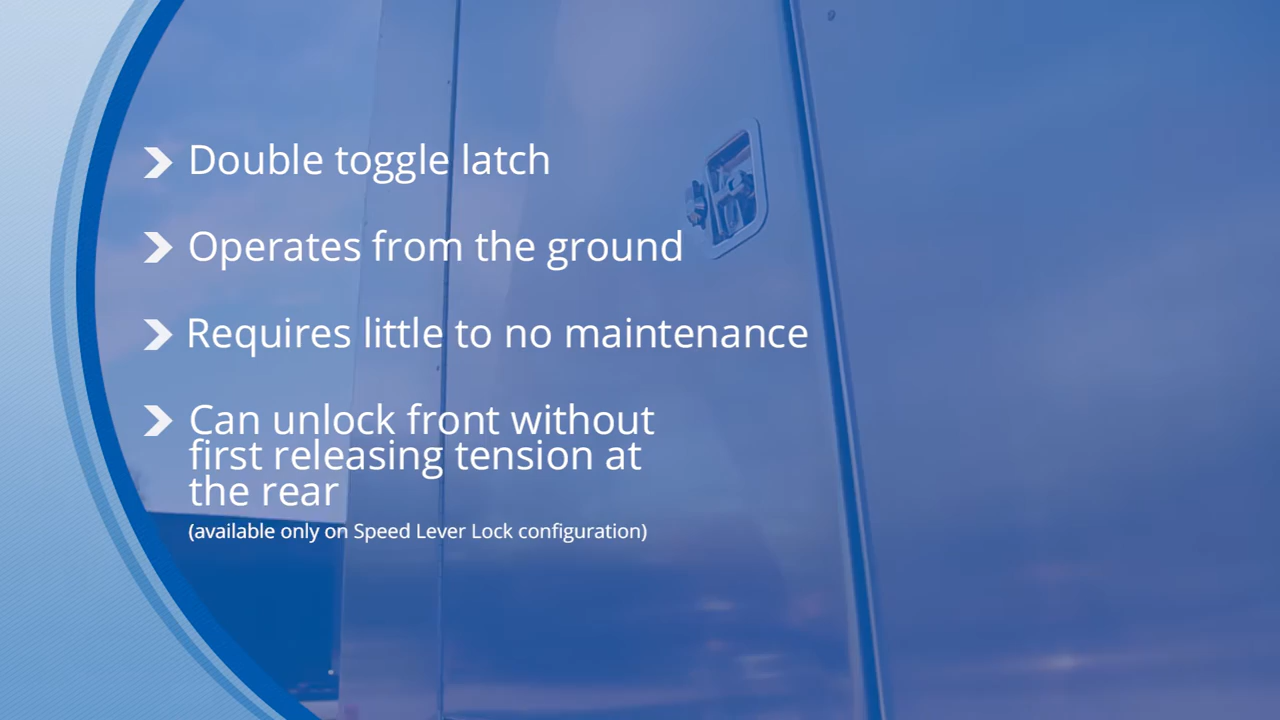 Double toggle latch
Operates from the ground
Requires little to no maintenance
Can unlock front without
first releasing tension at
the rear
(available only on Speed Lever Lock configuration)